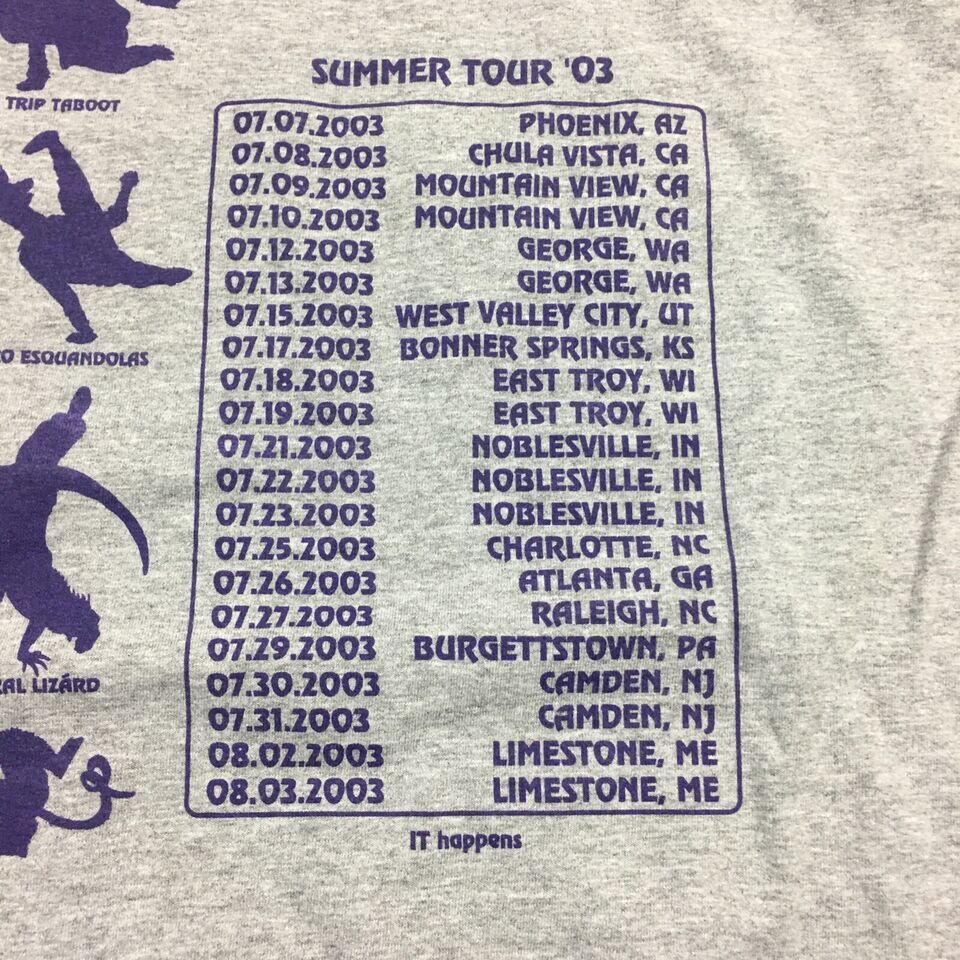 SUMMER TOUR '03
07.07.2003 PHOENIX, AZ
07.08.2003 CHULA VISTA, CA
07.09.2003 MOUNTAIN VIEW, CA
07.10.2003 MOUNTAIN VIEW, CA
07.12.2003 GEORGE, WA
07.13.2003 GEORGE, WA
07.15.2003 WEST VALLEY CITY, UT
07.17.2003 BONNER SPRINGS, KS
07.18.2003 EAST TROY, WI
07.19.2003 EAST TROY, WI
07.21.2003 NOBLESVILLE, IN
07.22.2003 NOBLESVILLE, IN
07.23.2003 NOBLESVILLE, IN
07.25.2003 CHARLOTTE, NC
07.26.2003 ATLANTA, GA
07.27.2003 RALEIGH, NC
07.29.2003 BURGETTSTOWN, PA
07.30.2003 CAMDEN, NJ
07.31.2003 CAMDEN, NJ
08.02.2003 LIMESTONE, ME
08.03.2003 LIMESTONE, ME
IT happens
TRIP TABOOT
ESQUANDOLAS
LIZÁRD